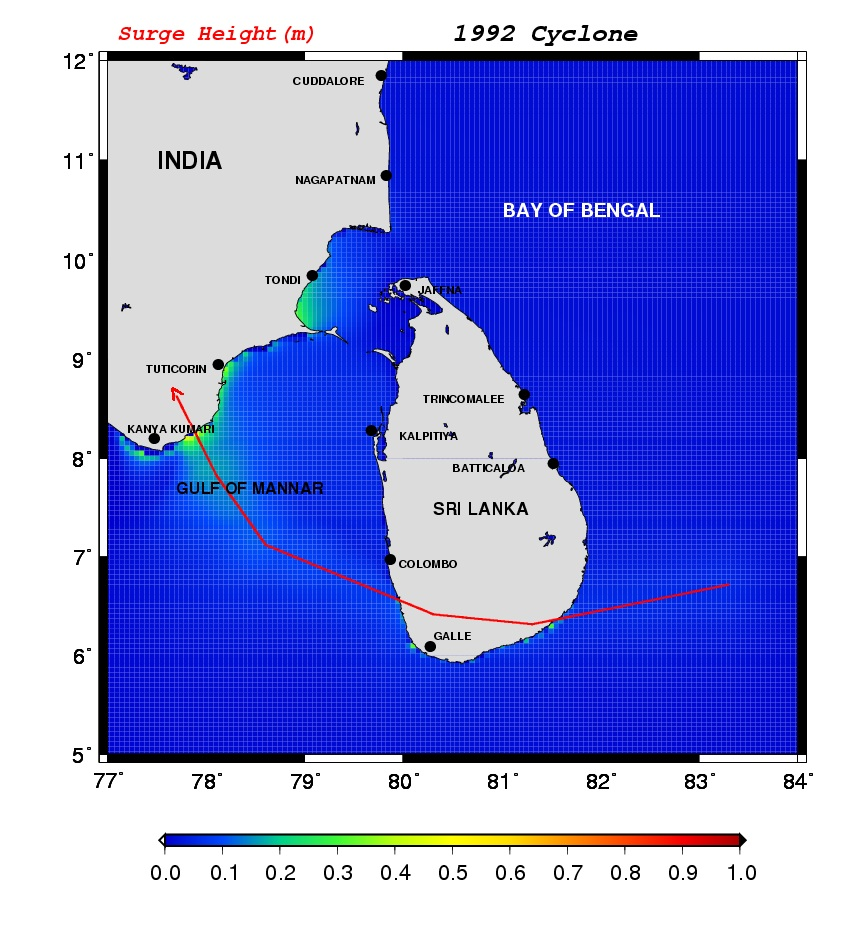 Surge Height(m)
1992 Cyclone
12°
CUDDALORE
INDIA
11°
NAGAPATNAM
BAY OF BENGAL
10°
TONDI
JAFFNA
9°
TUTICORIN
TRINCOMALEE
KANYA KUMARI
KALPITIYA
8°
BATTICALOA
GULF OF MANNAR
SRI LANKA
7°
COLOMBO
GALLE
6°
5°
77° 78° 79° 80° 81° 82° 83° 84°
0.0 0.1 0.2 0.3 0.4 0.5 0.6 0.7 0.8 0.9 1.0